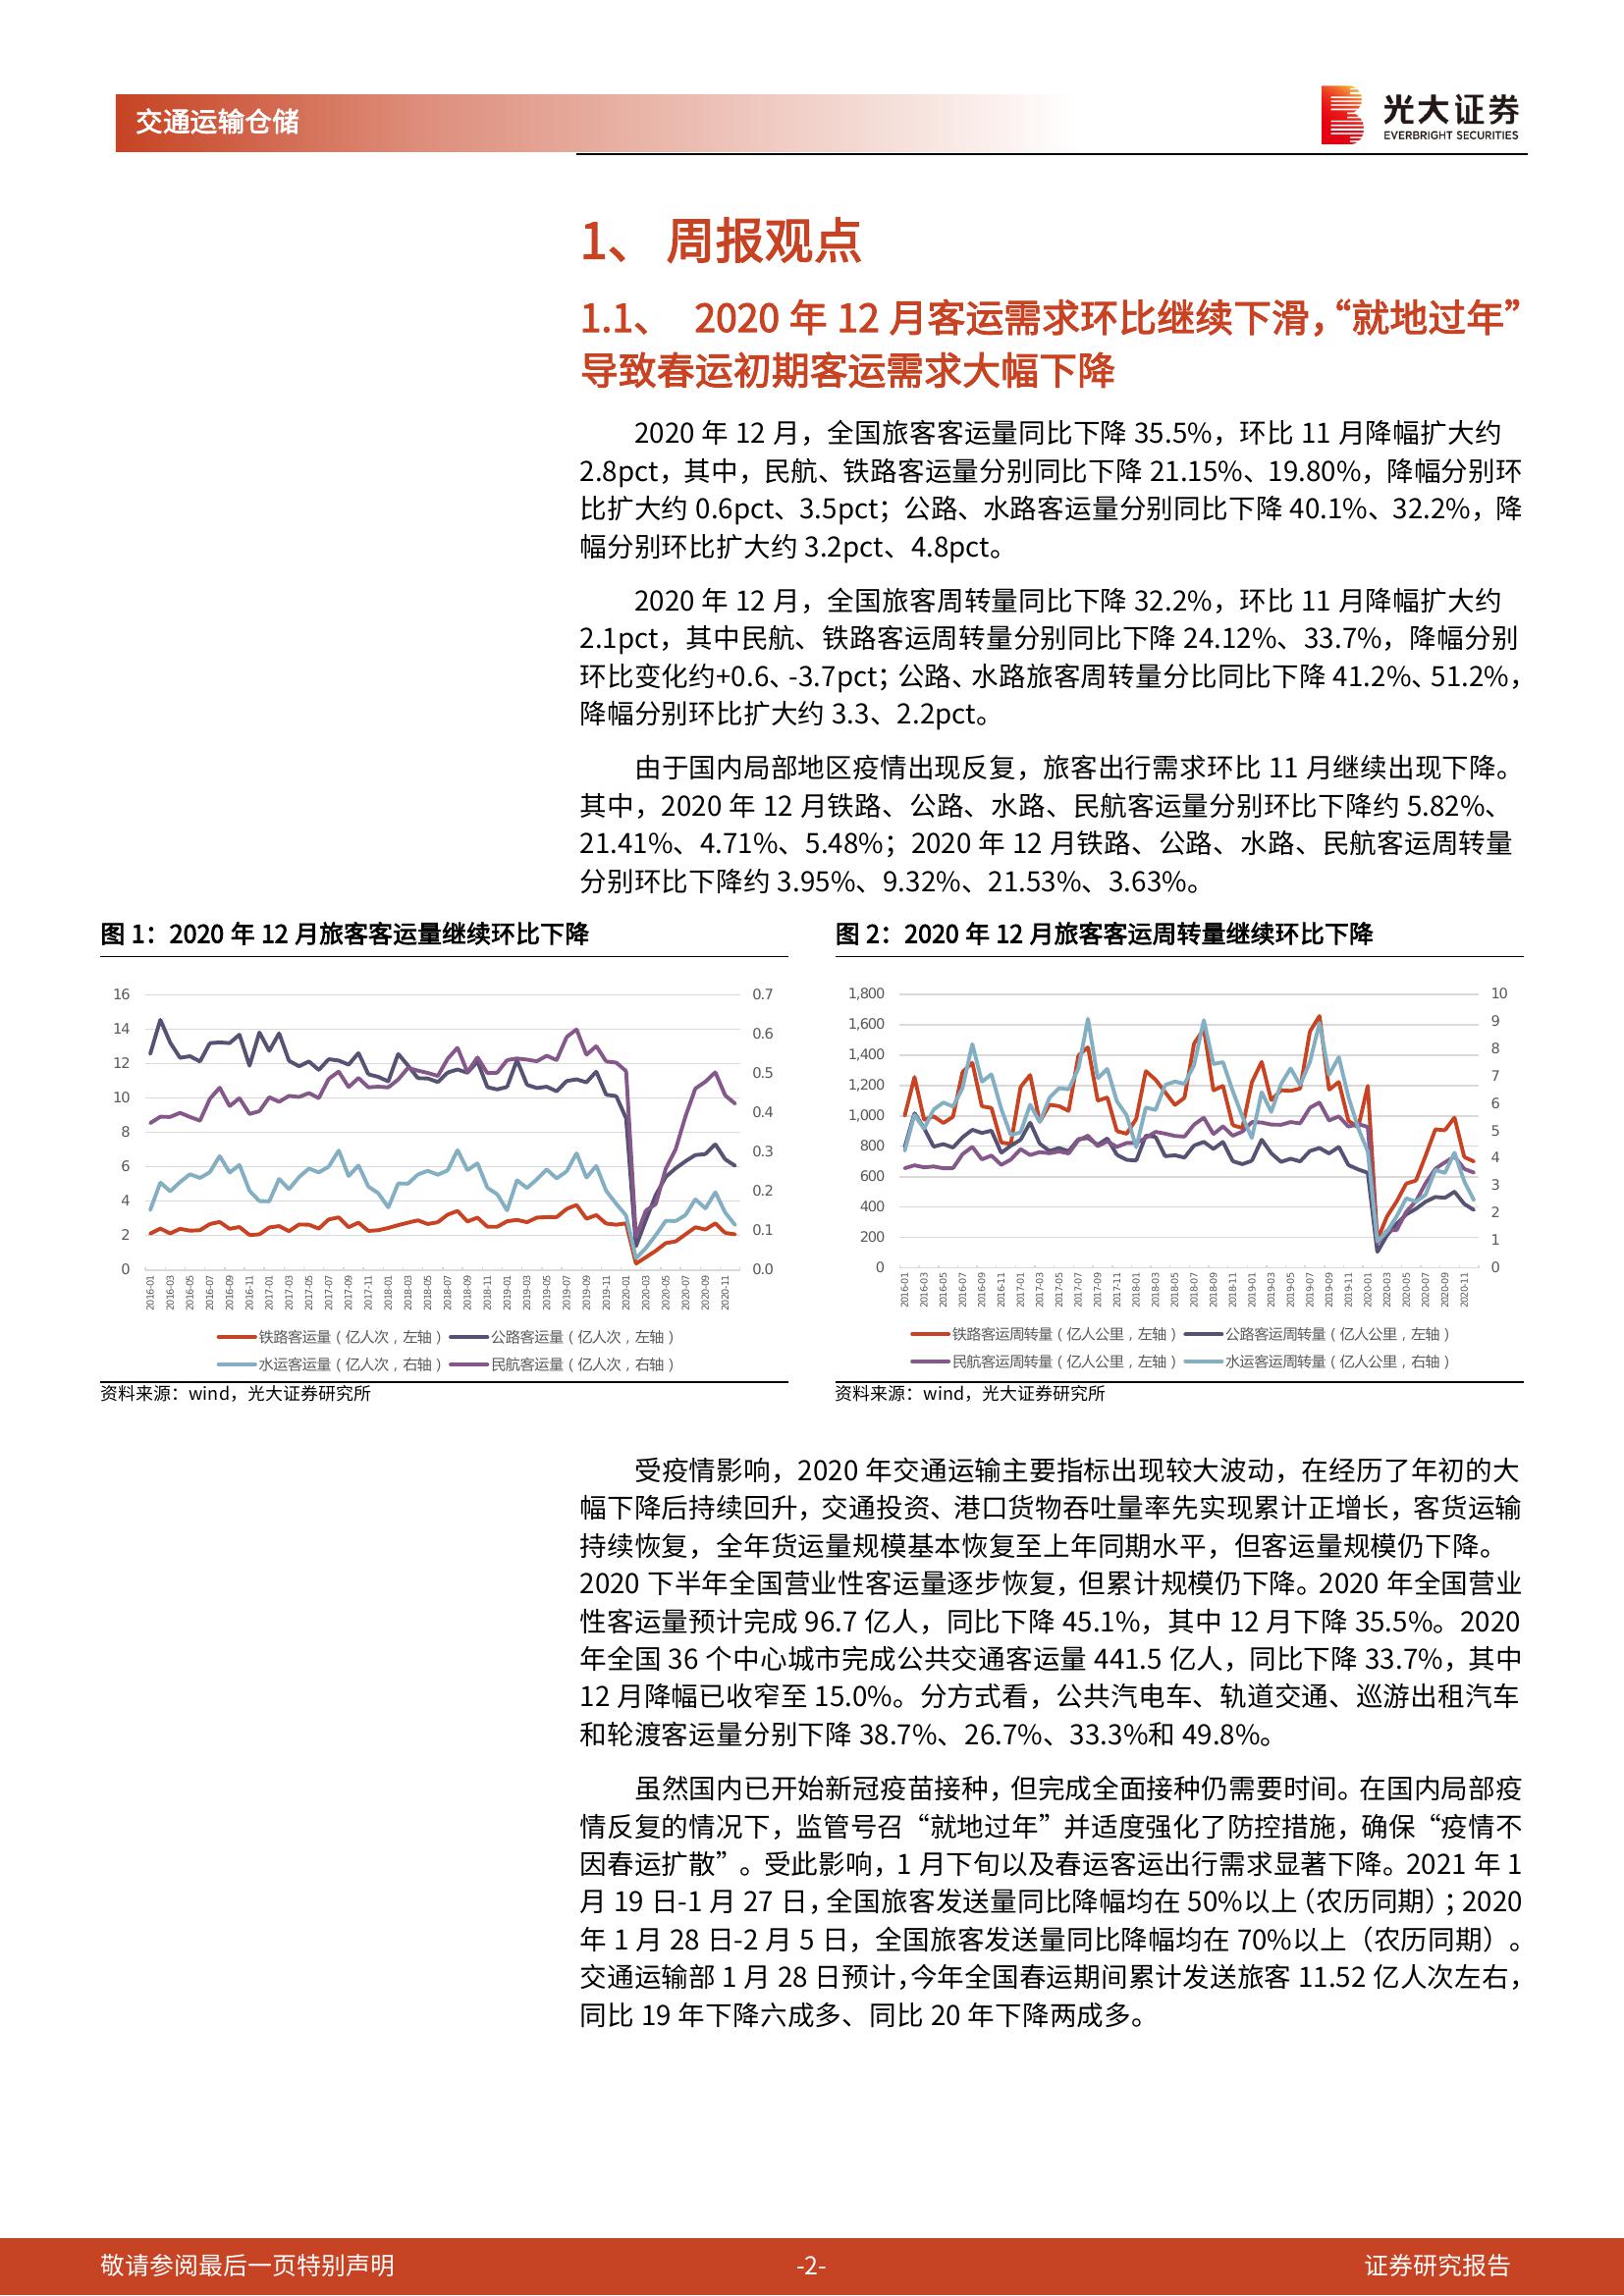 交通运输仓储
光大证券
EVERBRIGHT SECURITIES
1、 周报观点
1.1、 2020 年 12 月客运需求环比继续下滑，“就地过年”
导致春运初期客运需求大幅下降
2020 年 12 月，全国旅客客运量同比下降 35.5%，环比 11 月降幅扩大约
2.8pct，其中，民航、铁路客运量分别同比下降 21.15%、19.80%，降幅分别环
比扩大约 0.6pct、3.5pct；公路、水路客运量分别同比下降 40.1%、32.2%，降
幅分别环比扩大约 3.2pct、4.8pct。
2020 年 12 月，全国旅客周转量同比下降 32.2%，环比 11 月降幅扩大约
2.1pct，其中民航、铁路客运周转量分别同比下降 24.12%、33.7%，降幅分别
环比变化约+0.6、-3.7pct；公路、水路旅客周转量分比同比下降 41.2%、51.2%，
降幅分别环比扩大约 3.3、2.2pct。
由于国内局部地区疫情出现反复，旅客出行需求环比 11 月继续出现下降。
其中，2020 年 12 月铁路、公路、水路、民航客运量分别环比下降约 5.82%、
21.41%、4.71%、5.48%；2020 年 12 月铁路、公路、水路、民航客运周转量
分别环比下降约 3.95%、9.32%、21.53%、3.63%。
图 1：2020 年 12 月旅客客运量继续环比下降
16
14
12
10
8
6
4
2
0
0.7
0.6
0.5
0.4
0.3
0.2
0.1
0.0
2016-01 2016-03 2016-05 2016-07 2016-09 2016-11 2017-01 2017-03 2017-05 2017-07 2017-09 2017-11 2018-01 2018-03 2018-05 2018-07 2018-09 2018-11 2019-01 2019-03 2019-05 2019-07 2019-09 2019-11 2020-01 2020-03 2020-05 2020-07 2020-09 2020-11
铁路客运量（亿人次，左轴） 公路客运量（亿人次，左轴）
水运客运量（亿人次，右轴） 民航客运量（亿人次，右轴）
资料来源：wind，光大证券研究所
图 2：2020 年 12 月旅客客运周转量继续环比下降
1,800
1,600
1,400
1,200
1,000
800
600
400
200
0
10
9
8
7
6
5
4
3
2
1
0
2016-01 2016-03 2016-05 2016-07 2016-09 2016-11 2017-01 2017-03 2017-05 2017-07 2017-09 2017-11 2018-01 2018-03 2018-05 2018-07 2018-09 2018-11 2019-01 2019-03 2019-05 2019-07 2019-09 2019-11 2020-01 2020-03 2020-05 2020-07 2020-09 2020-11
铁路客运周转量（亿人公里，左轴） 公路客运周转量（亿人公里，左轴）
民航客运周转量（亿人公里，左轴） 水运客运周转量（亿人公里，右轴）
资料来源：wind，光大证券研究所
受疫情影响，2020 年交通运输主要指标出现较大波动，在经历了年初的大
幅下降后持续回升，交通投资、港口货物吞吐量率先实现累计正增长，客货运输
持续恢复，全年货运量规模基本恢复至上年同期水平，但客运量规模仍下降。
2020 下半年全国营业性客运量逐步恢复，但累计规模仍下降。2020 年全国营业
性客运量预计完成 96.7 亿人，同比下降 45.1%，其中 12 月下降 35.5%。2020
年全国 36 个中心城市完成公共交通客运量 441.5 亿人，同比下降 33.7%，其中
12 月降幅已收窄至 15.0%。分方式看，公共汽电车、轨道交通、巡游出租汽车
和轮渡客运量分别下降 38.7%、26.7%、33.3%和 49.8%。
虽然国内已开始新冠疫苗接种，但完成全面接种仍需要时间。在国内局部疫
情反复的情况下，监管号召“就地过年”并适度强化了防控措施，确保“疫情不
因春运扩散”。受此影响，1 月下旬以及春运客运出行需求显著下降。2021 年 1
月 19 日-1 月 27 日，全国旅客发送量同比降幅均在 50%以上（农历同期）；2020
年 1 月 28 日-2 月 5 日，全国旅客发送量同比降幅均在 70%以上（农历同期）。
交通运输部 1 月 28 日预计，今年全国春运期间累计发送旅客 11.52 亿人次左右，
同比 19 年下降六成多、同比 20 年下降两成多。
敬请参阅最后一页特别声明
-2-
证券研究报告